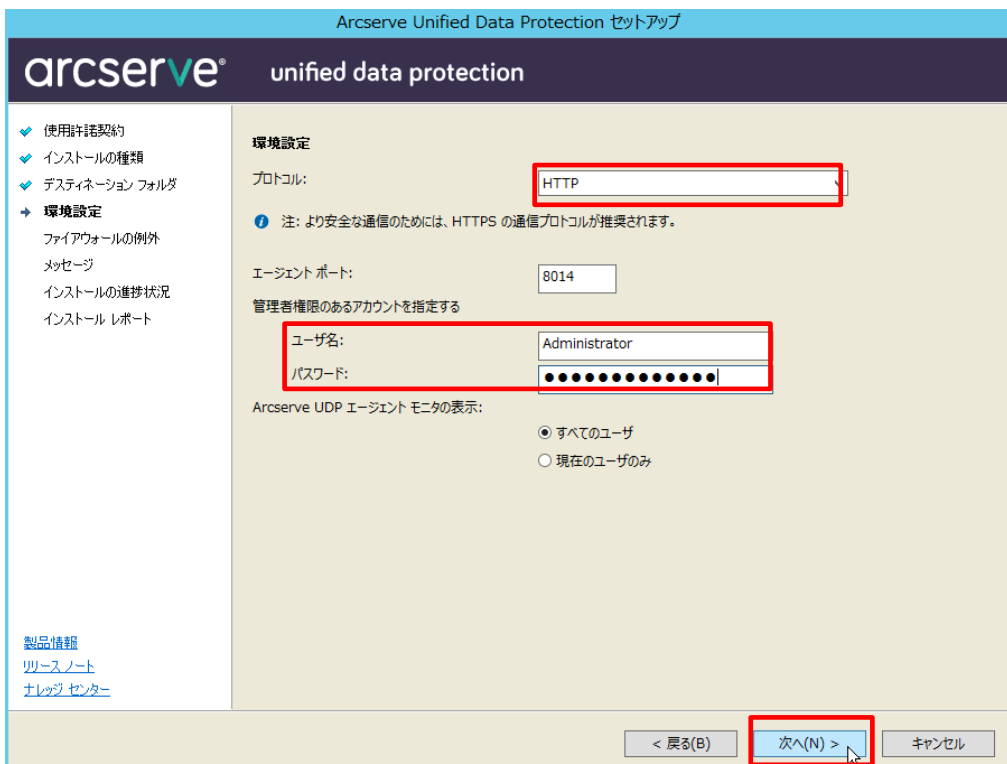 Arcserve Unified Data Protection セットアップ
arcserve® unified data protection
使用許諾契約
インストールの種類
デスティネーション フォルダ
環境設定
ファイアウォールの例外
メッセージ
インストールの進捗状況
インストール レポート
製品情報
リリース ノート
ナレッジ センター
環境設定
プロトコル: HTTP
注: より安全な通信のためには、HTTPS の通信プロトコルが推奨されます。
エージェント ポート: 8014
管理者権限のあるアカウントを指定する
ユーザ名: Administrator
パスワード: ●●●●●●●●●●●●●
Arcserve UDP エージェント モニタの表示:
すべてのユーザ
現在のユーザのみ
< 戻る(B) 次へ(N) > キャンセル